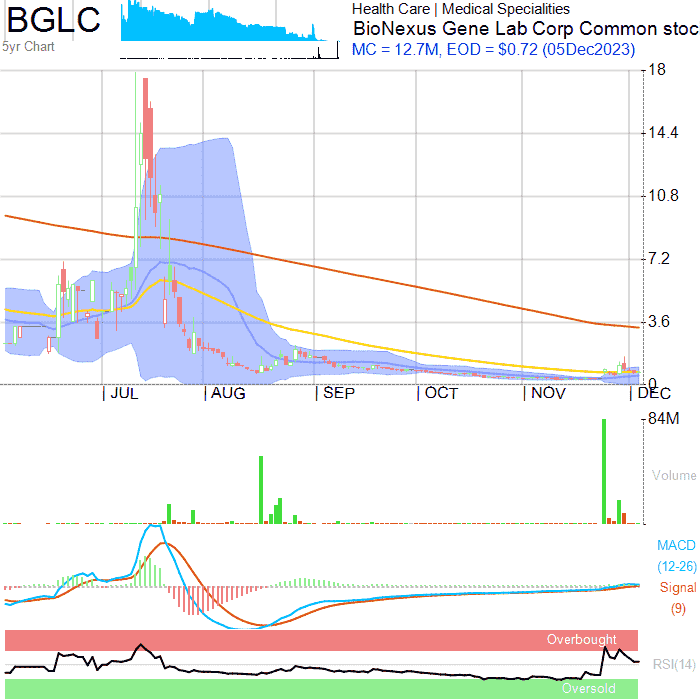 BGLC
5yr Chart
Health Care | Medical Specialities
BioNexus Gene Lab Corp Common stoc
MC = 12.7M, EOD = $0.72 (05Dec2023)
18
14.4
10.8
7.2
3.6
0
JUL
AUG
SEP
OCT
NOV
DEC
84M
Volume
MACD
(12-26)
Signal
(9)
Overbought
RSI(14)
Oversold